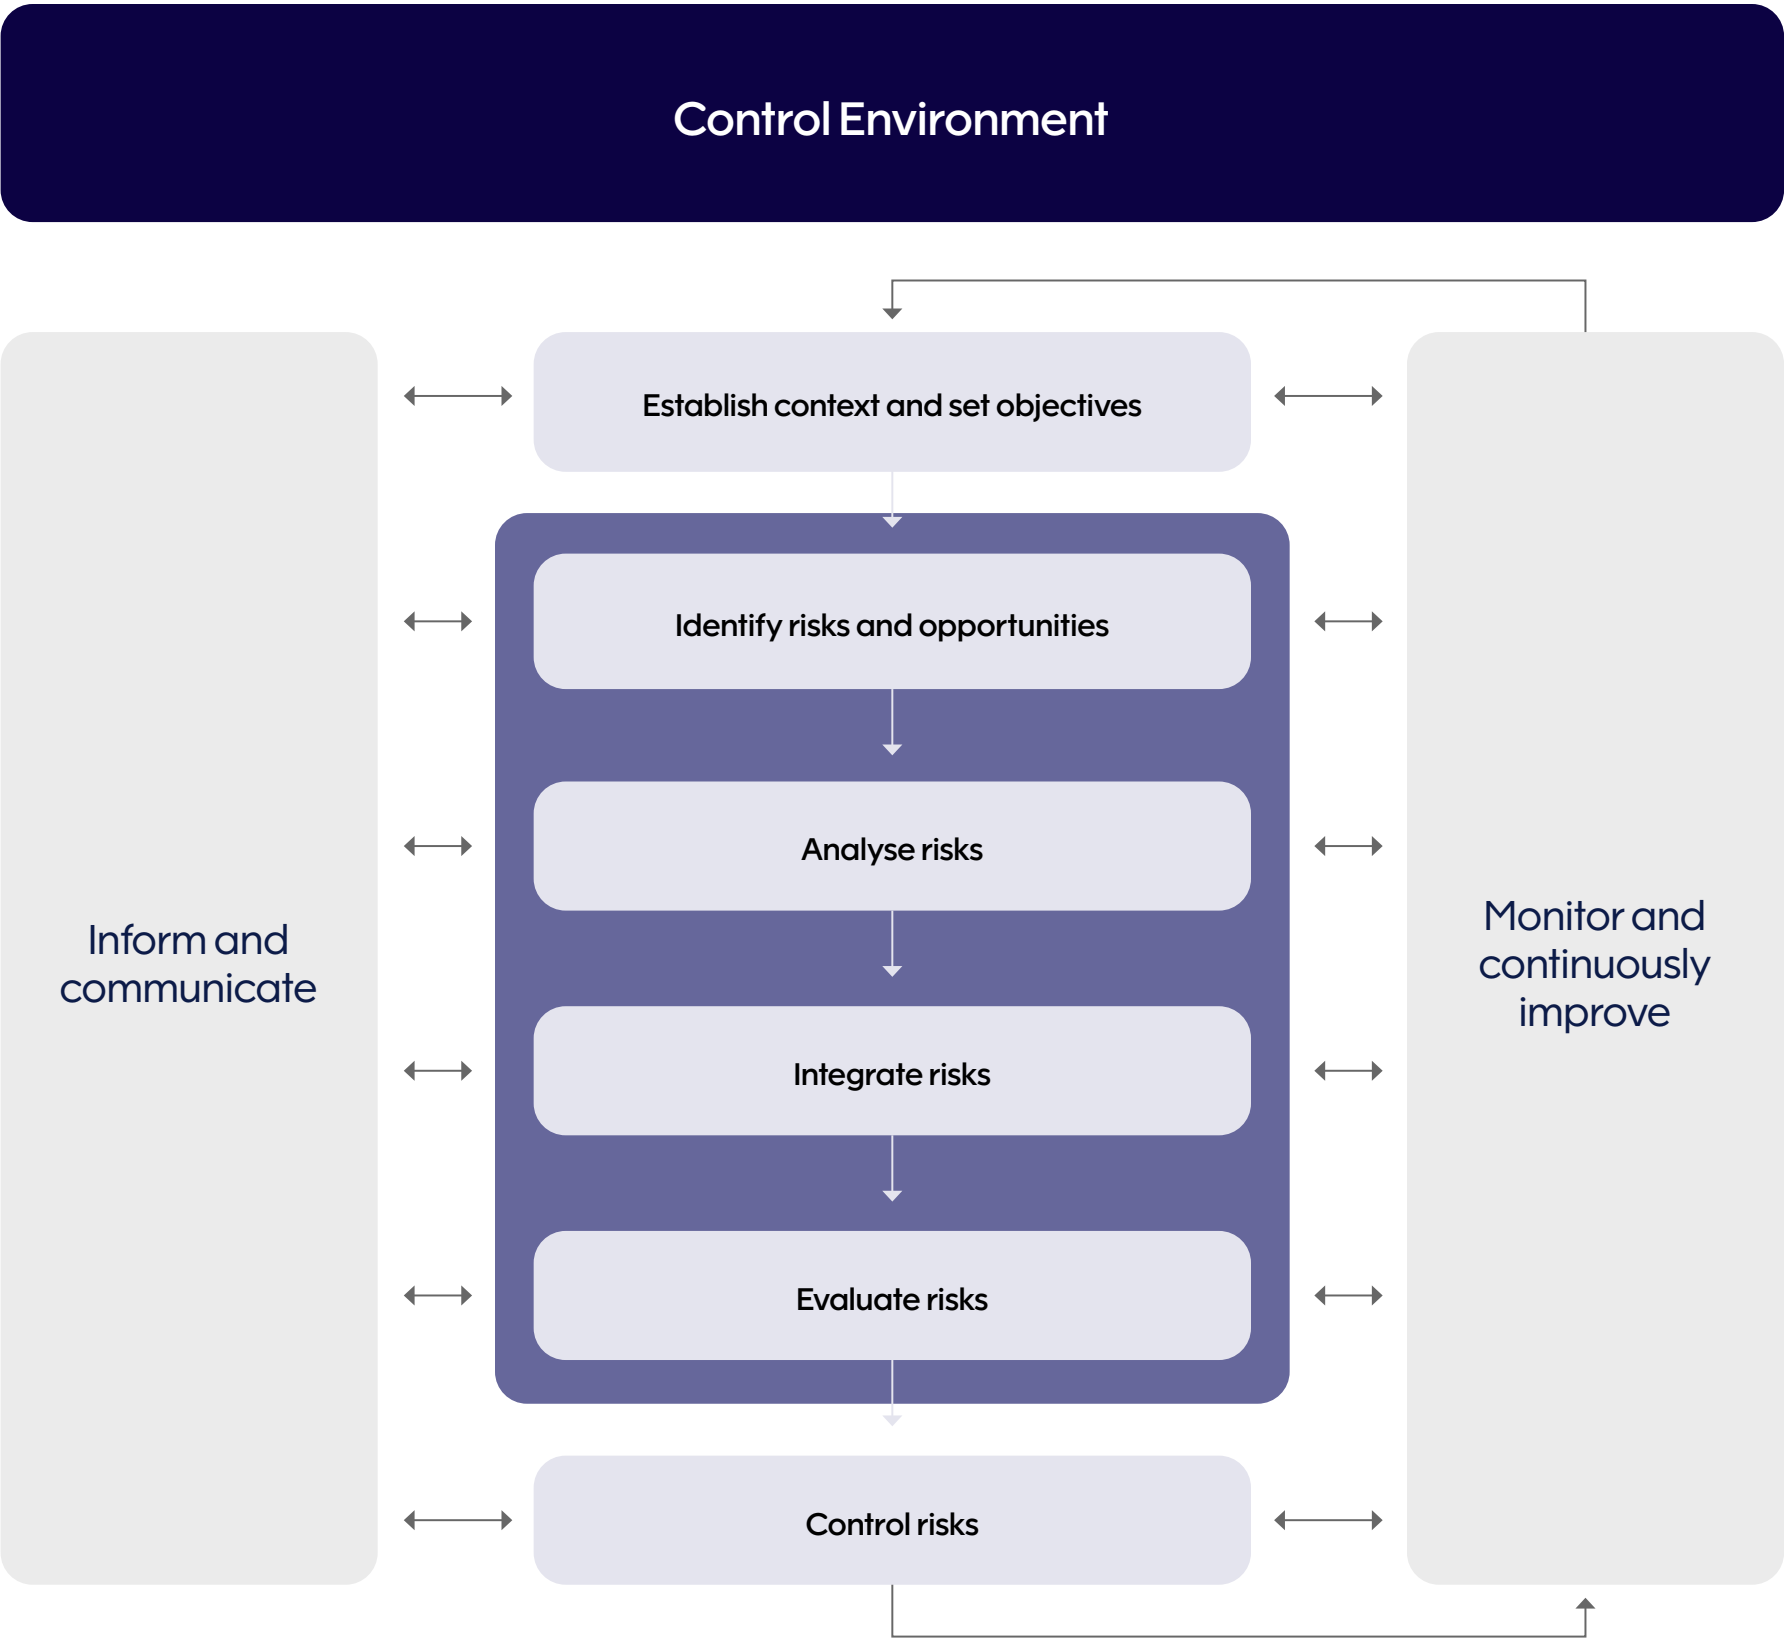 Control Environment
Establish context and set objectives
Identify risks and opportunities
Analyse risks
Integrate risks
Evaluate risks
Control risks
Inform and
communicate
Monitor and
continuously
improve